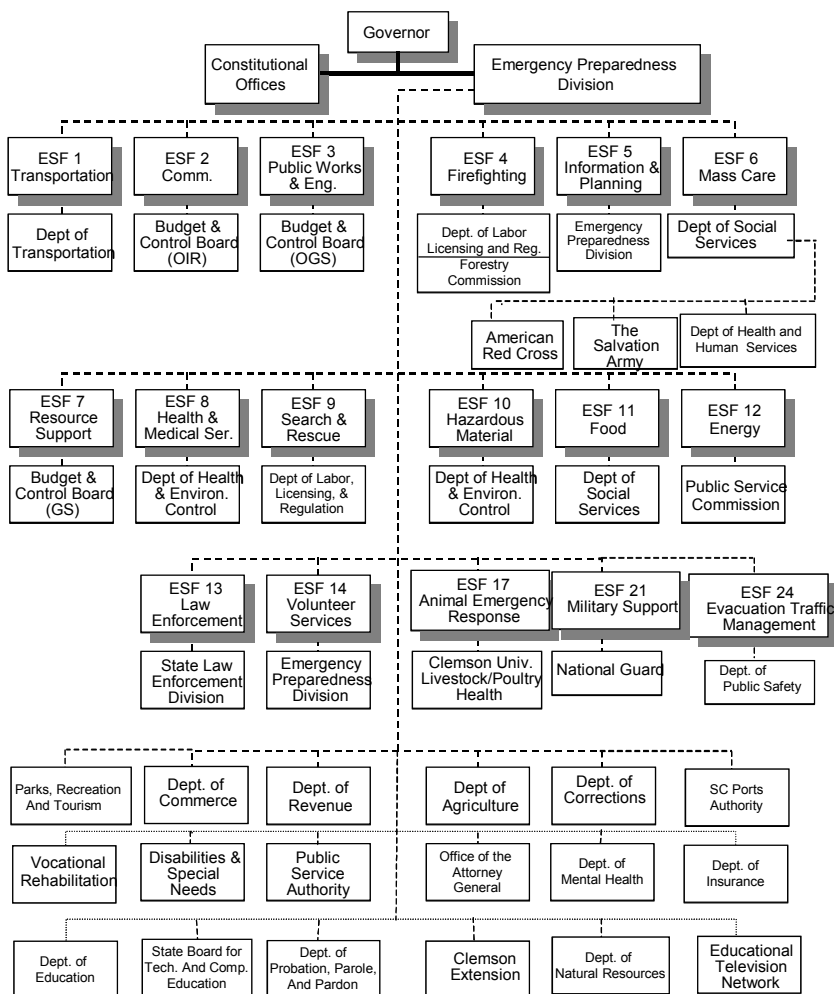 Governor
Constitutional
Offices
Emergency Preparedness
Division
ESF 1
Transportation
ESF 2
Comm.
ESF 3
Public Works
& Eng.
ESF 4
Firefighting
ESF 5
Information &
Planning
ESF 6
Mass Care
Dept of
Transportation
Budget &
Control Board
(OIR)
Budget &
Control Board
(OGS)
Dept. of Labor
Licensing and Reg.
Forestry
Commission
Emergency
Preparedness
Division
Dept of Social
Services
American
Red Cross
The
Salvation
Army
Dept of Health and
Human Services
ESF 7
Resource
Support
ESF 8
Health &
Medical Ser.
ESF 9
Search &
Rescue
ESF 10
Hazardous
Material
ESF 11
Food
ESF 12
Energy
Budget &
Control Board
(GS)
Dept of Health
& Environ.
Control
Dept of Labor,
Licensing, &
Regulation
Dept of Health
& Environ.
Control
Dept of
Social
Services
Public Service
Commission
ESF 13
Law
Enforcement
ESF 14
Volunteer
Services
ESF 17
Animal Emergency
Response
ESF 21
Military Support
ESF 24
Evacuation Traffic
Management
State Law
Enforcement
Division
Emergency
Preparedness
Division
Clemson Univ.
Livestock/Poultry
Health
National Guard
Dept. of
Public Safety
Parks, Recreation
And Tourism
Dept. of
Commerce
Dept. of
Revenue
Dept of
Agriculture
Dept. of
Corrections
SC Ports
Authority
Vocational
Rehabilitation
Disabilities &
Special
Needs
Public
Service
Authority
Office of the
Attorney
General
Dept. of
Mental Health
Dept. of
Insurance
Dept. of
Education
State Board for
Tech. And Comp.
Education
Dept. of
Probation, Parole,
And Pardon
Clemson
Extension
Dept. of
Natural Resources
Educational
Television
Network